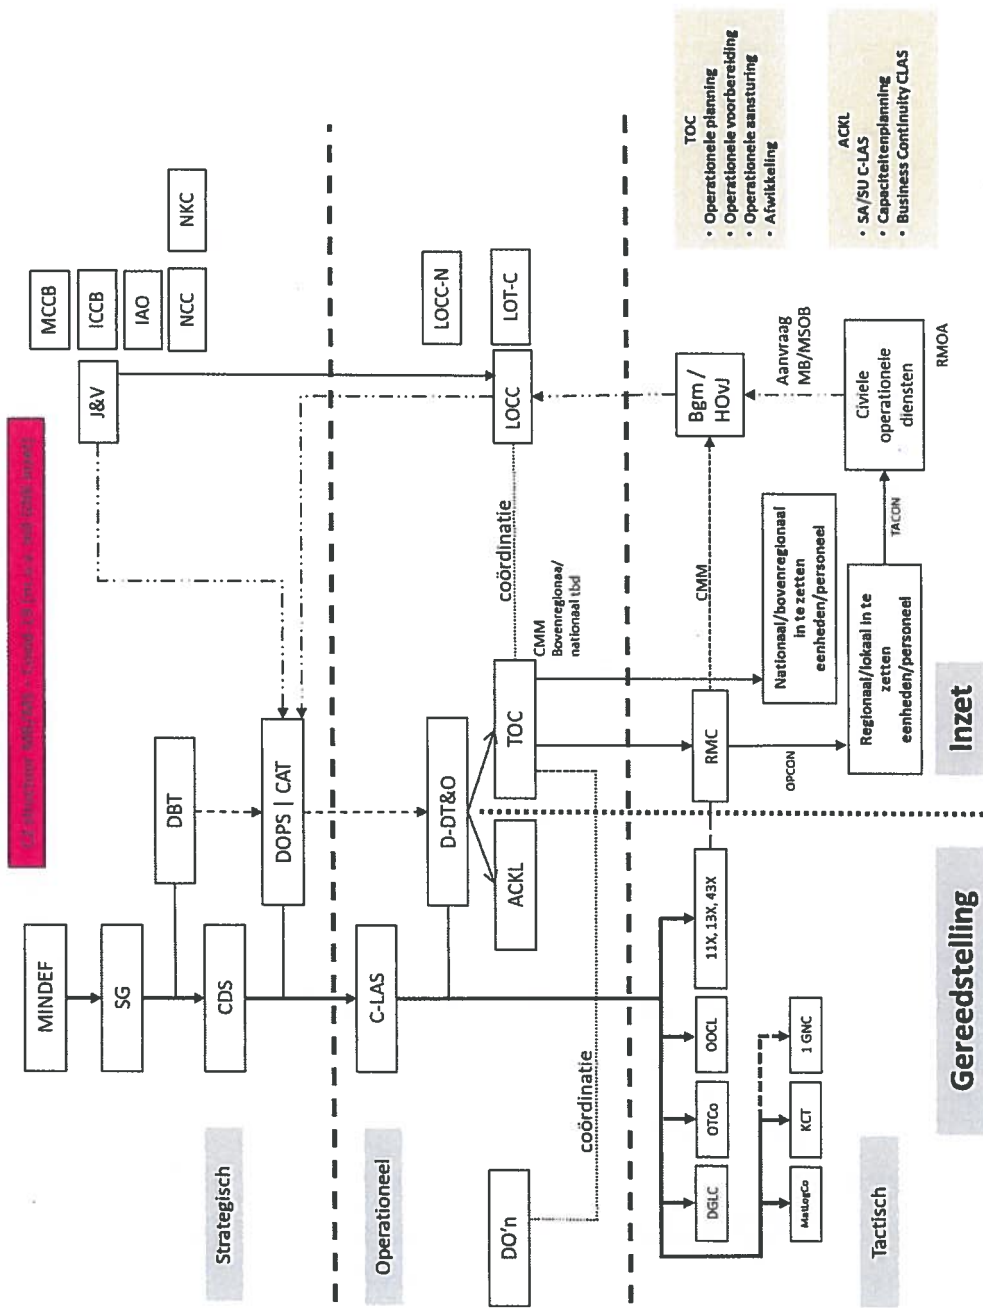 MINDEF
SG
CDS
DBT
DOPS | CAT
J&V
MCCB
ICCB
IAO
NCC
NKC
Strategisch
Operationeel
C-LAS
D-DT&O
ACKL
TOC
CMM
Bovenregionaa/
nationaal tbd
coördinatie
LOCC
LOCC-N
LOT-C
DO'n
coördinatie
DGLC
OTCo
OOCL
11X, 13X, 43X
MatLogCo
KCT
1 GNC
Tactisch
RMC
CMM
OPCON
Bgm /
HOvJ
Aanvraag
MB/MSOB
Nationaal/bovenregionaal
in te zetten
eenheden/personeel
Regionaal/lokaal in te
zetten
eenheden/personeel
TACON
Civiele
operationele
diensten
RMOA
Gereedstelling
Inzet
TOC
• Operationele planning
• Operationele voorbereiding
• Operationele aansturing
• Afwikkeling
ACKL
• SA/SU C-LAS
• Capaciteitenplanning
• Business Continuity CLAS